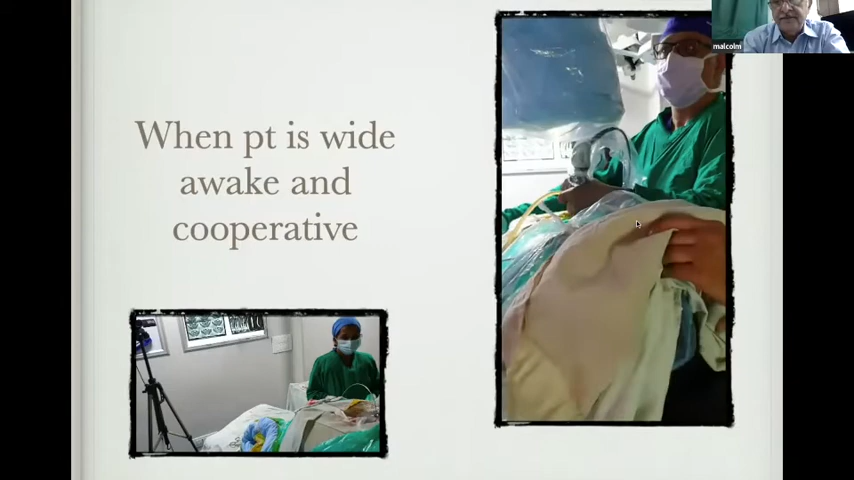 malcolm
When pt is wide
awake and
cooperative